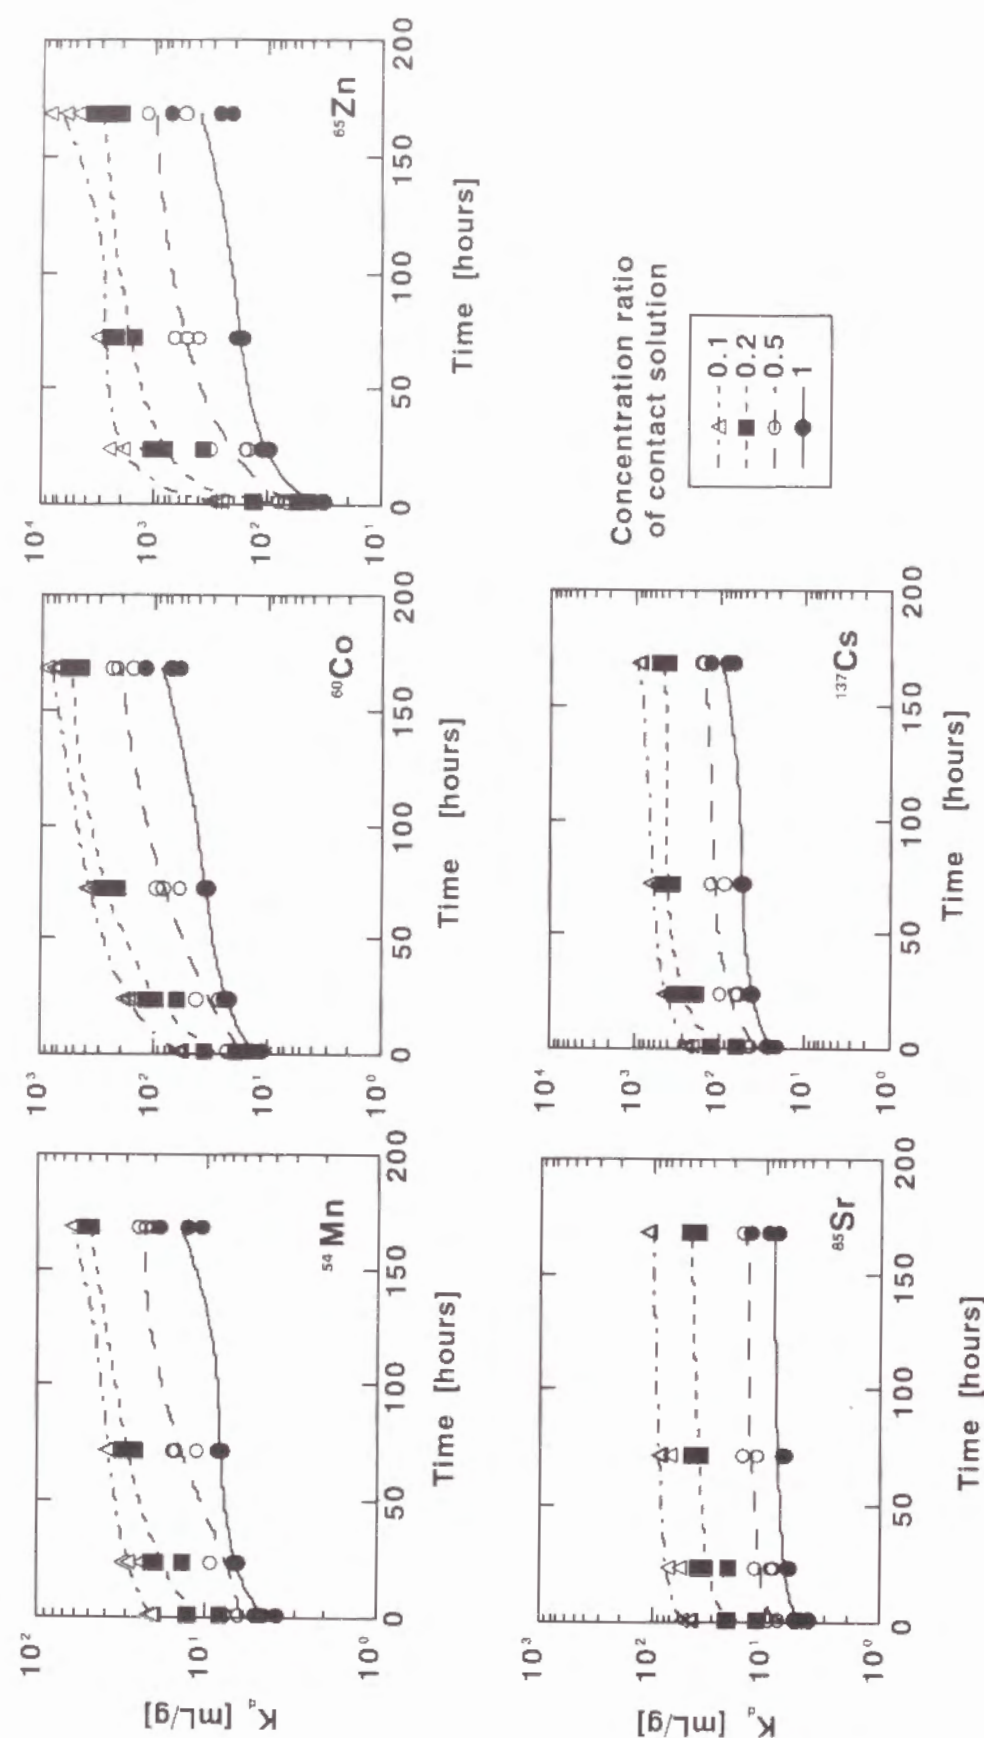 K_d [mL/g]
10²
10¹
10⁰
⁵⁴Mn
0 50 100 150 200
Time [hours]
10³
10²
10¹
10⁰
⁶⁰Co
0 50 100 150 200
Time [hours]
10⁴
10³
10²
10¹
⁶⁵Zn
0 50 100 150 200
Time [hours]
K_d [mL/g]
10³
10²
10¹
10⁰
⁸⁵Sr
0 50 100 150 200
Time [hours]
10⁴
10³
10²
10¹
10⁰
¹³⁷Cs
0 50 100 150 200
Time [hours]
Concentration ratio
of contact solution
0.1
0.2
0.5
1